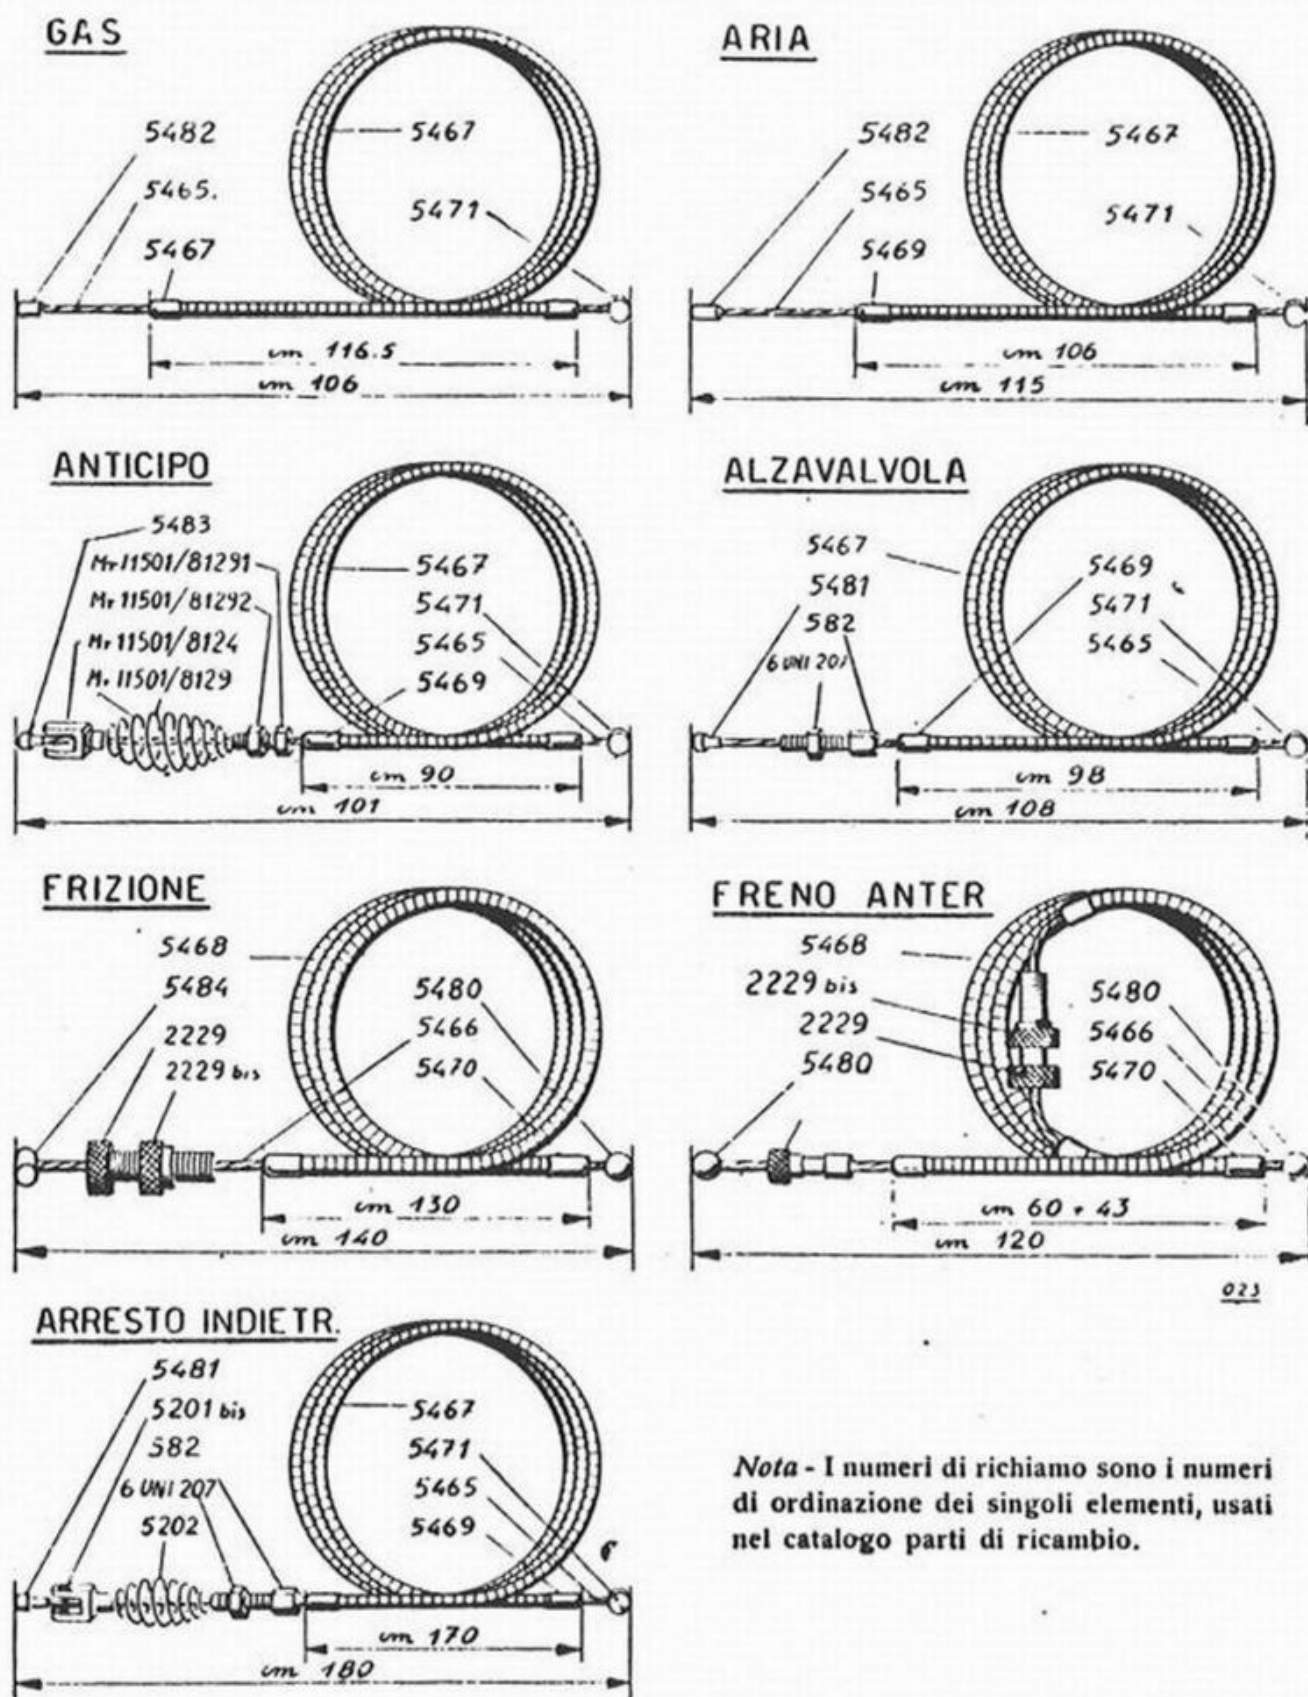 GAS
5482
5465.
5467
5467
5471
cm 116.5
cm 106
ARIA
5482
5465
5469
5467
5471
cm 106
cm 115
ANTICIPO
5483
Mr 11501/81291
Mr 11501/81292
Mr 11501/8124
Mr 11501/8129
5467
5471
5465
5469
cm 90
cm 101
ALZAVALVOLA
5467
5481
582
6 UNI 207
5469
5471
5465
cm 98
cm 108
FRIZIONE
5468
5484
2229
2229 bis
5480
5466
5470
cm 130
cm 140
FRENO ANTER
5468
2229 bis
2229
5480
5480
5466
5470
cm 60 + 43
cm 120
023
ARRESTO INDIETR.
5481
5201 bis
582
6 UNI 207
5202
5467
5471
5465
5469
cm 170
cm 180
Nota - I numeri di richiamo sono i numeri
di ordinazione dei singoli elementi, usati
nel catalogo parti di ricambio.